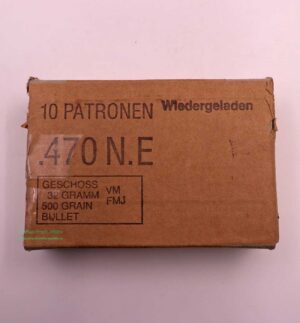 10 PATRONEN Wiedergeladen
.470 N.E
GESCHOSS
32 GRAMM VM
500 GRAIN FMJ
BULLET